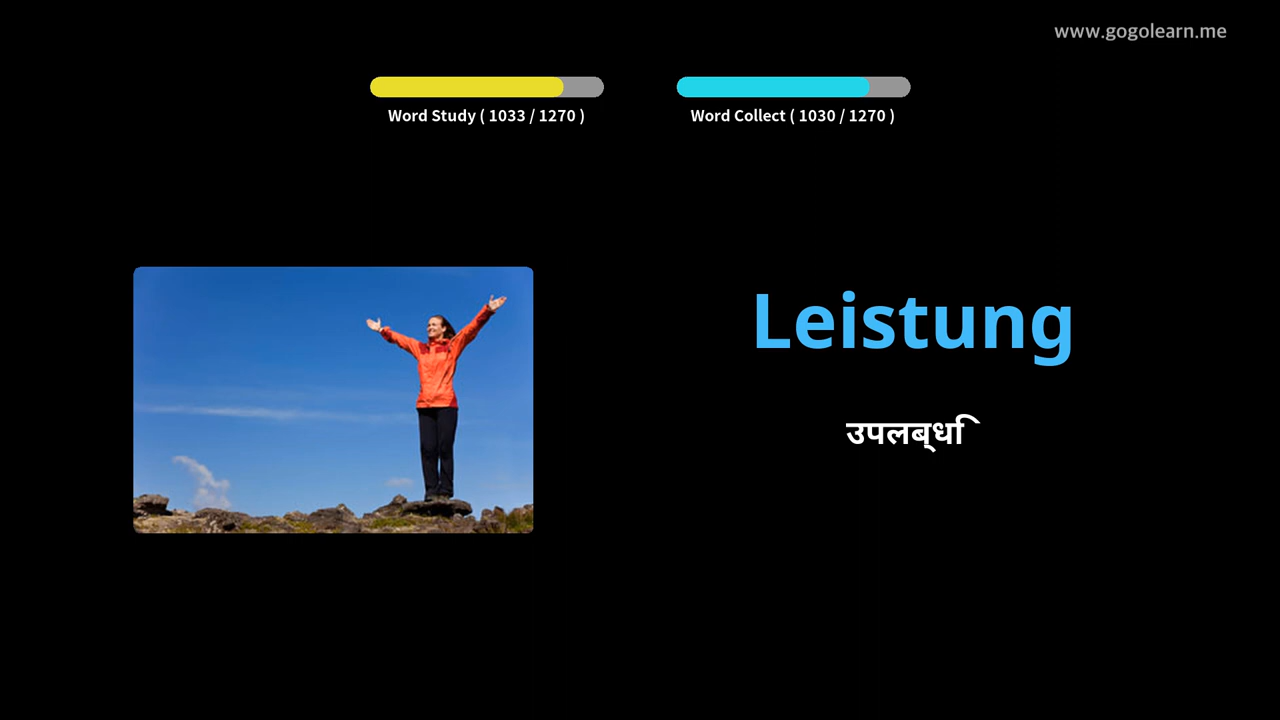 www.gogolearn.me
Word Study ( 1033 / 1270 )
Word Collect ( 1030 / 1270 )
Leistung
उपलब्धि